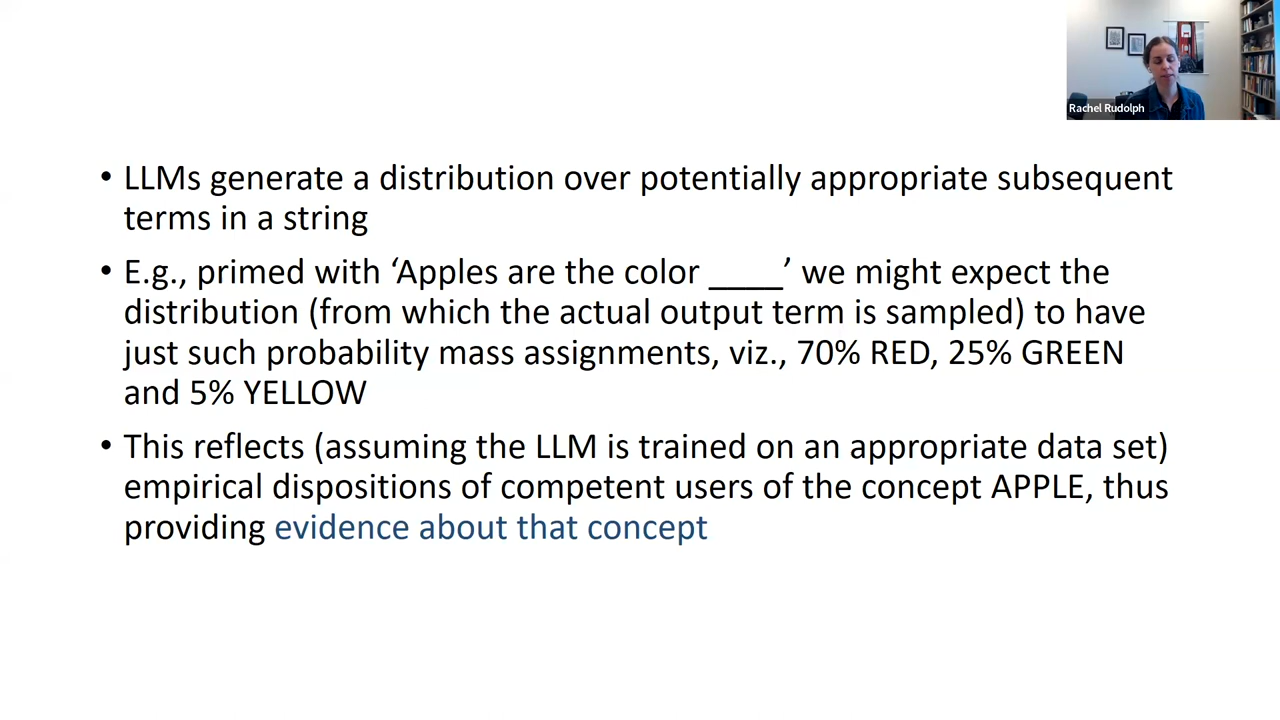 Rachel Rudolph
• LLMs generate a distribution over potentially appropriate subsequent
terms in a string
• E.g., primed with ‘Apples are the color ____’ we might expect the
distribution (from which the actual output term is sampled) to have
just such probability mass assignments, viz., 70% RED, 25% GREEN
and 5% YELLOW
• This reflects (assuming the LLM is trained on an appropriate data set)
empirical dispositions of competent users of the concept APPLE, thus
providing evidence about that concept